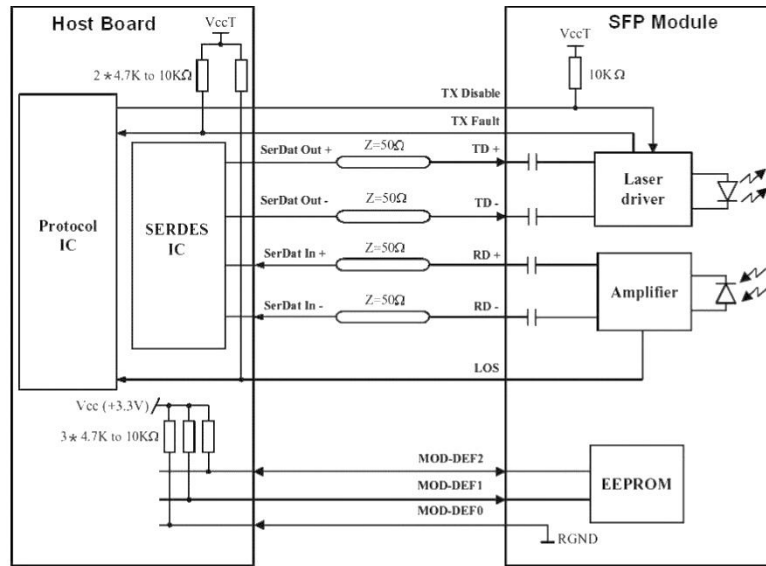 Host Board
SFP Module
VccT
VccT
2 * 4.7K to 10KΩ
10KΩ
TX Disable
TX Fault
SerDat Out +
Z=50Ω
TD +
SerDat Out -
Z=50Ω
TD -
Laser
driver
Protocol
IC
SERDES
IC
SerDat In +
Z=50Ω
RD +
SerDat In -
Z=50Ω
RD -
Amplifier
LOS
Vcc (+3.3V)
3 * 4.7K to 10KΩ
MOD-DEF2
MOD-DEF1
MOD-DEF0
EEPROM
RGND